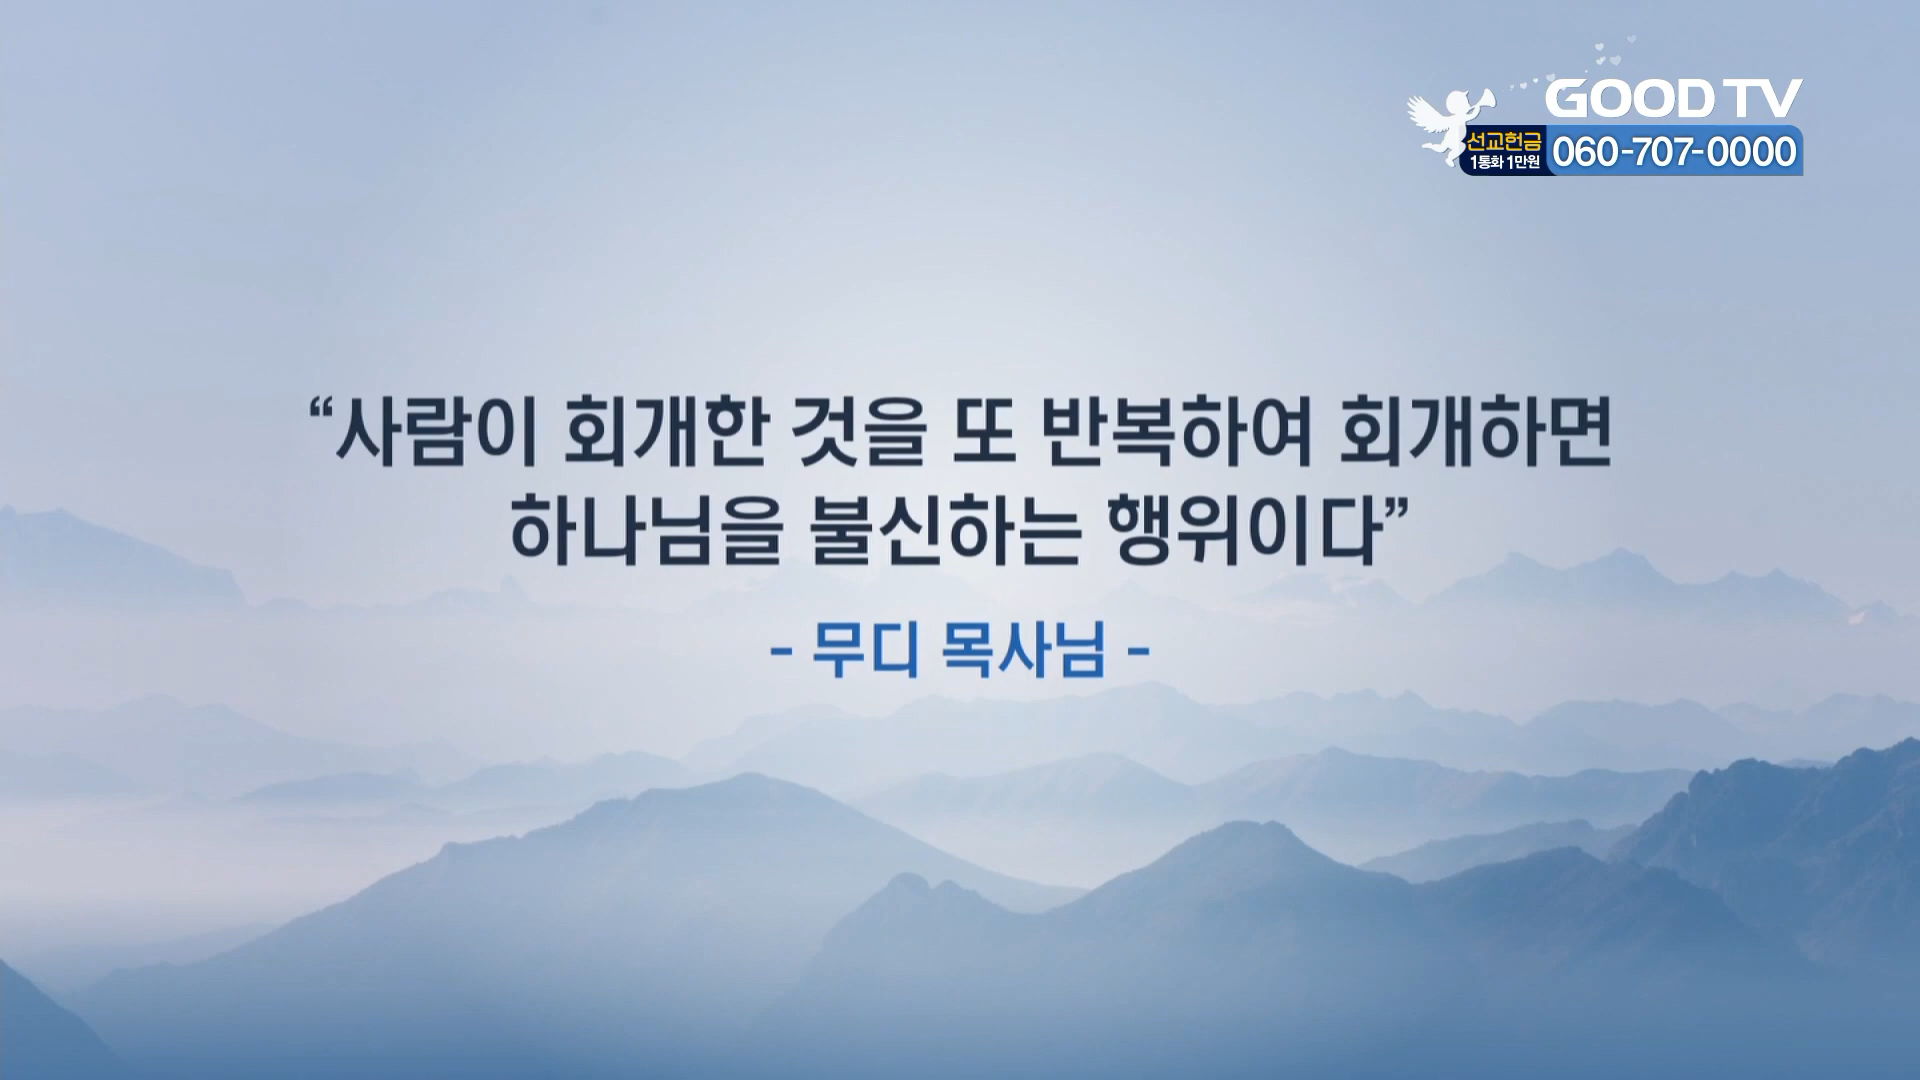 GOOD TV
선교헌금
1통화 1만원
060-707-0000
“사람이 회개한 것을 또 반복하여 회개하면
하나님을 불신하는 행위이다”
- 무디 목사님 -